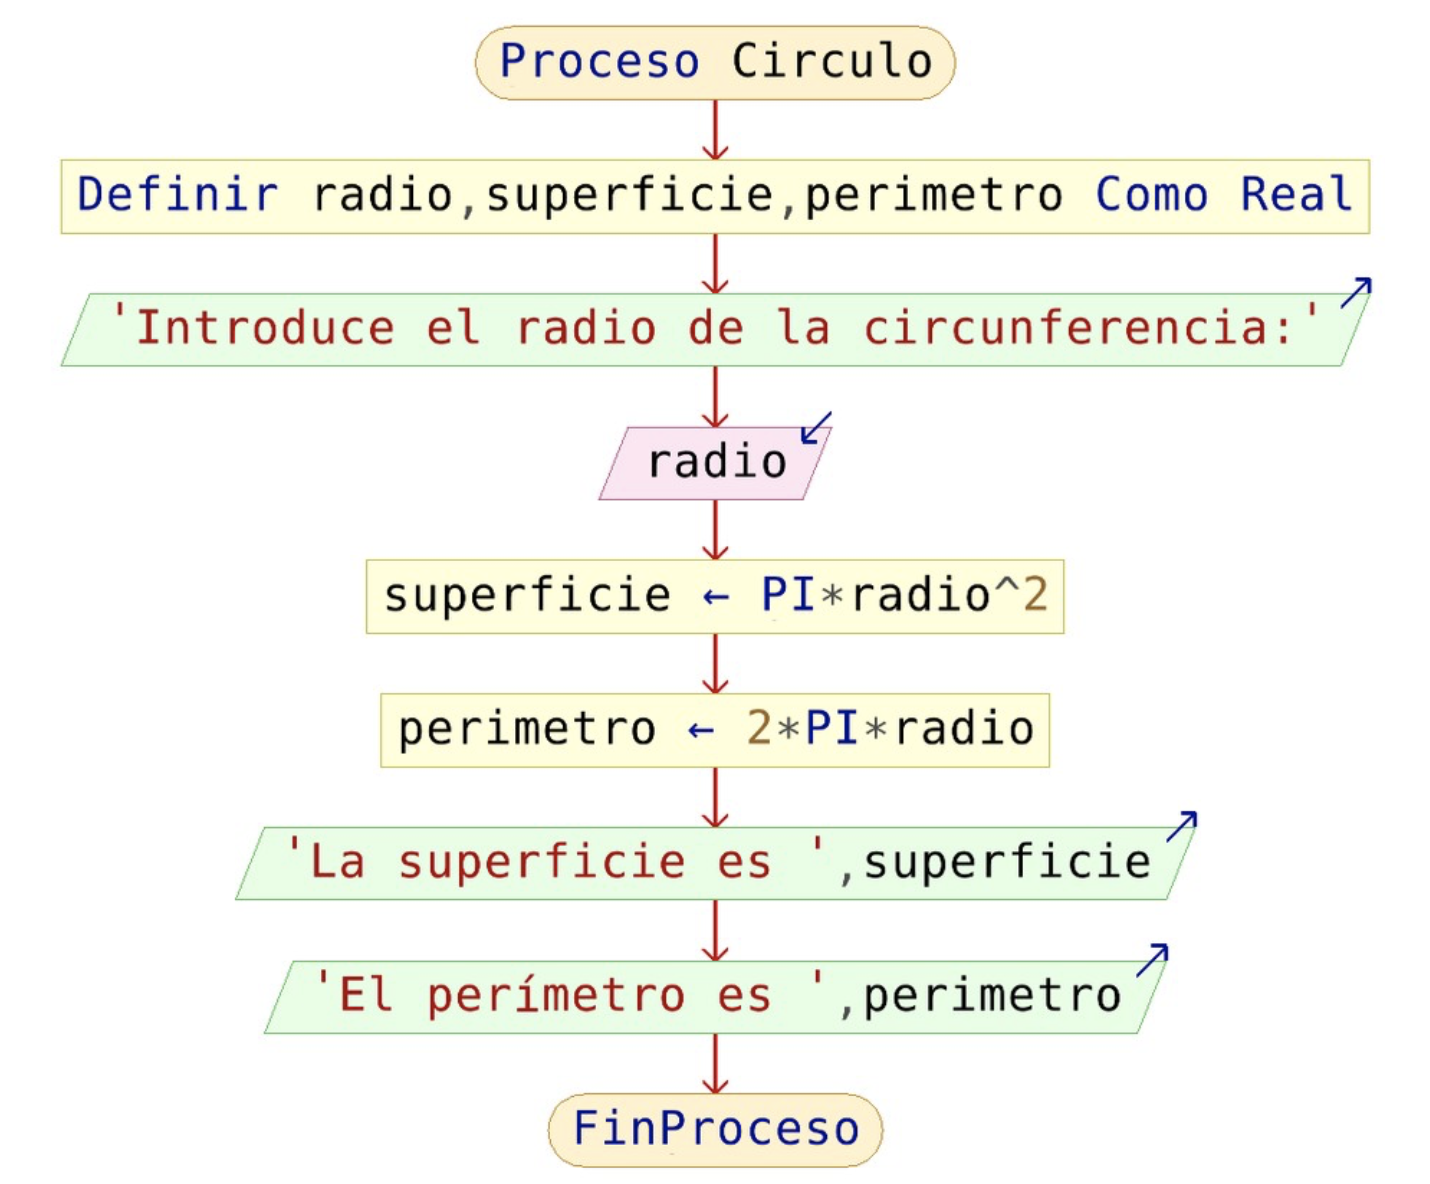 Proceso Circulo
Definir radio,superficie,perimetro Como Real
'Introduce el radio de la circunferencia:'
radio
superficie ← PI*radio^2
perimetro ← 2*PI*radio
'La superficie es ',superficie
'El perímetro es ',perimetro
FinProceso